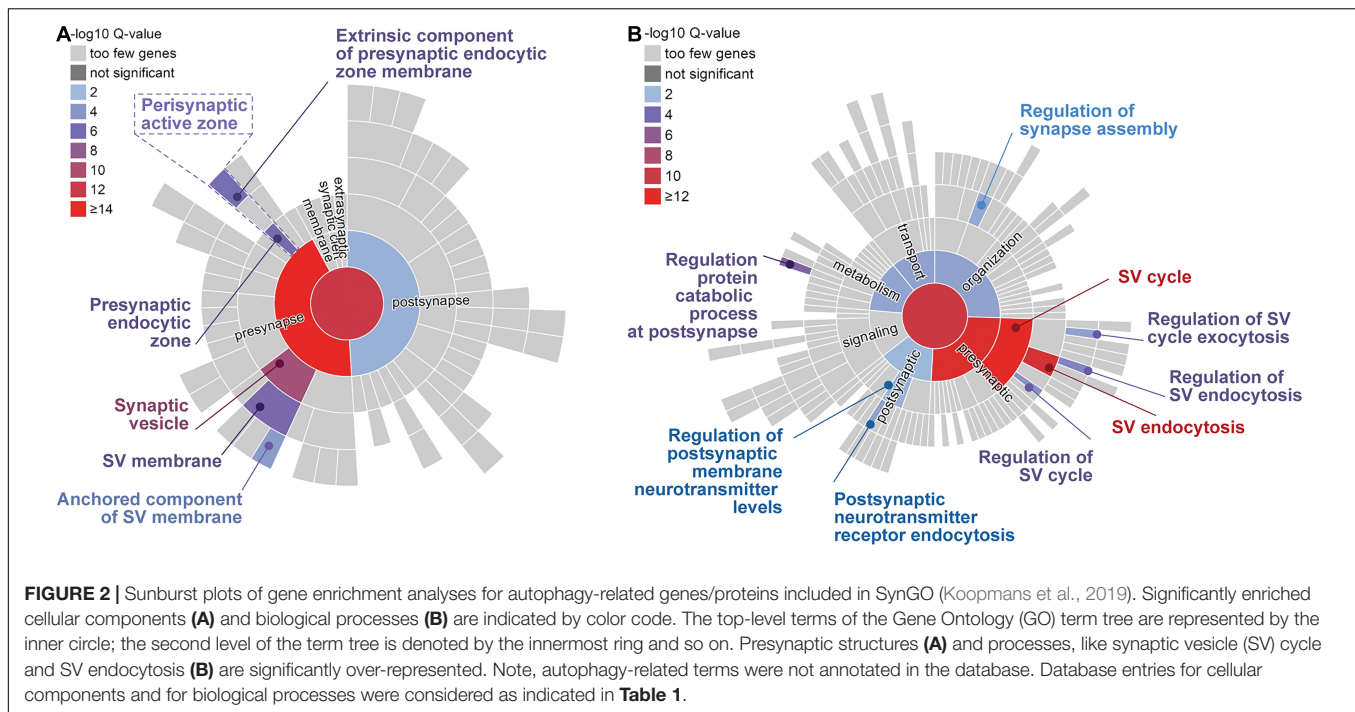 A
-log10 Q-value
too few genes
not significant
2
4
6
8
10
12
≥14
Extrinsic component
of presynaptic endocytic
zone membrane
Perisynaptic
active zone
extrasynaptic
synaptic cleft
membrane
postsynapse
presynapse
Presynaptic
endocytic
zone
Synaptic
vesicle
SV membrane
Anchored component
of SV membrane
B
-log10 Q-value
too few genes
not significant
2
4
6
8
10
≥12
Regulation of
synapse assembly
transport
organization
metabolism
signaling
postsynaptic
presynaptic
Regulation
protein
catabolic
process
at postsynapse
SV cycle
Regulation of SV
cycle exocytosis
Regulation of
SV endocytosis
SV endocytosis
Regulation of
SV cycle
Regulation of
postsynaptic
membrane
neurotransmitter
levels
Postsynaptic
neurotransmitter
receptor endocytosis
FIGURE 2 | Sunburst plots of gene enrichment analyses for autophagy-related genes/proteins included in SynGO (Koopmans et al., 2019). Significantly enriched
cellular components (A) and biological processes (B) are indicated by color code. The top-level terms of the Gene Ontology (GO) term tree are represented by the
inner circle; the second level of the term tree is denoted by the innermost ring and so on. Presynaptic structures (A) and processes, like synaptic vesicle (SV) cycle
and SV endocytosis (B) are significantly over-represented. Note, autophagy-related terms were not annotated in the database. Database entries for cellular
components and for biological processes were considered as indicated in Table 1.